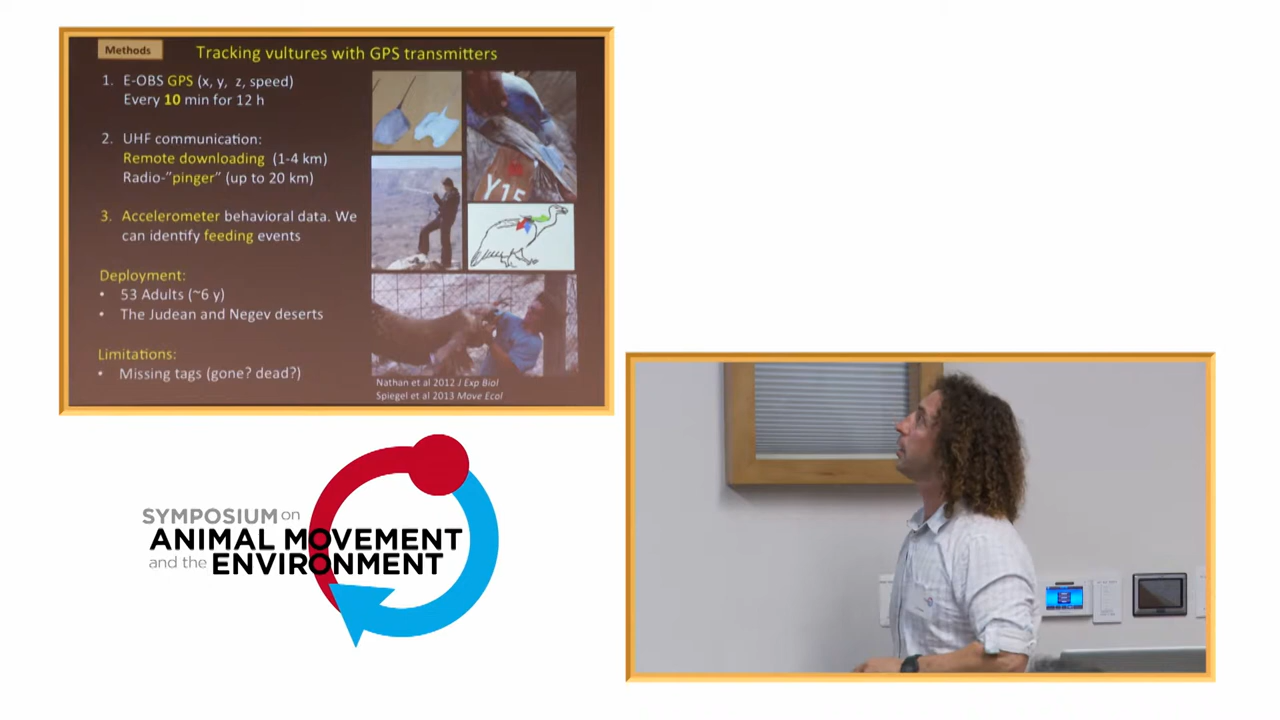 Methods
Tracking vultures with GPS transmitters
1. E-OBS GPS (x, y, z, speed)
Every 10 min for 12 h
2. UHF communication:
Remote downloading (1-4 km)
Radio-"pinger" (up to 20 km)
3. Accelerometer behavioral data. We
can identify feeding events
Deployment:
• 53 Adults (~6 y)
• The Judean and Negev deserts
Limitations:
• Missing tags (gone? dead?)
Y15
Nathan et al 2012 J Exp Biol
Spiegel et al 2013 Move Ecol
SYMPOSIUM on
ANIMAL MOVEMENT
and the ENVIRONMENT